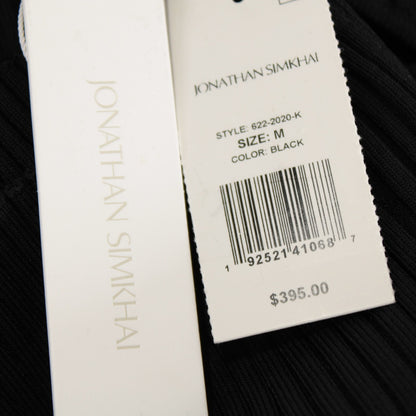 JONATHAN SIMKHAI
JONATHAN SIMKHAI
STYLE: 622-2020-K
SIZE: M
COLOR: BLACK
1 92521 41068 7
$395.00